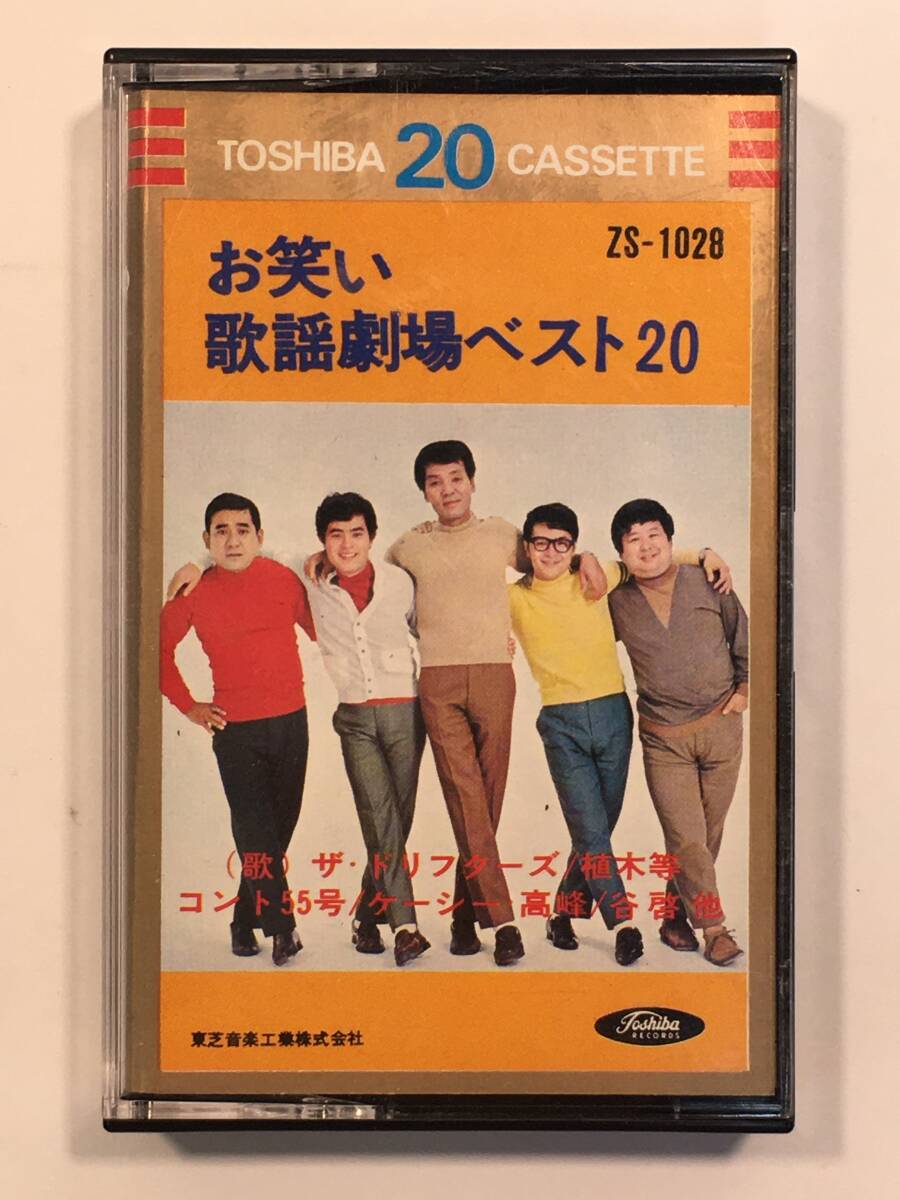 TOSHIBA 20 CASSETTE
ZS-1028
お笑い
歌謡劇場ベスト20
(歌) ザ・ドリフターズ/植木等
コント55号/ケーシー・高峰/谷啓 他
東芝音楽工業株式会社
Toshiba
RECORDS